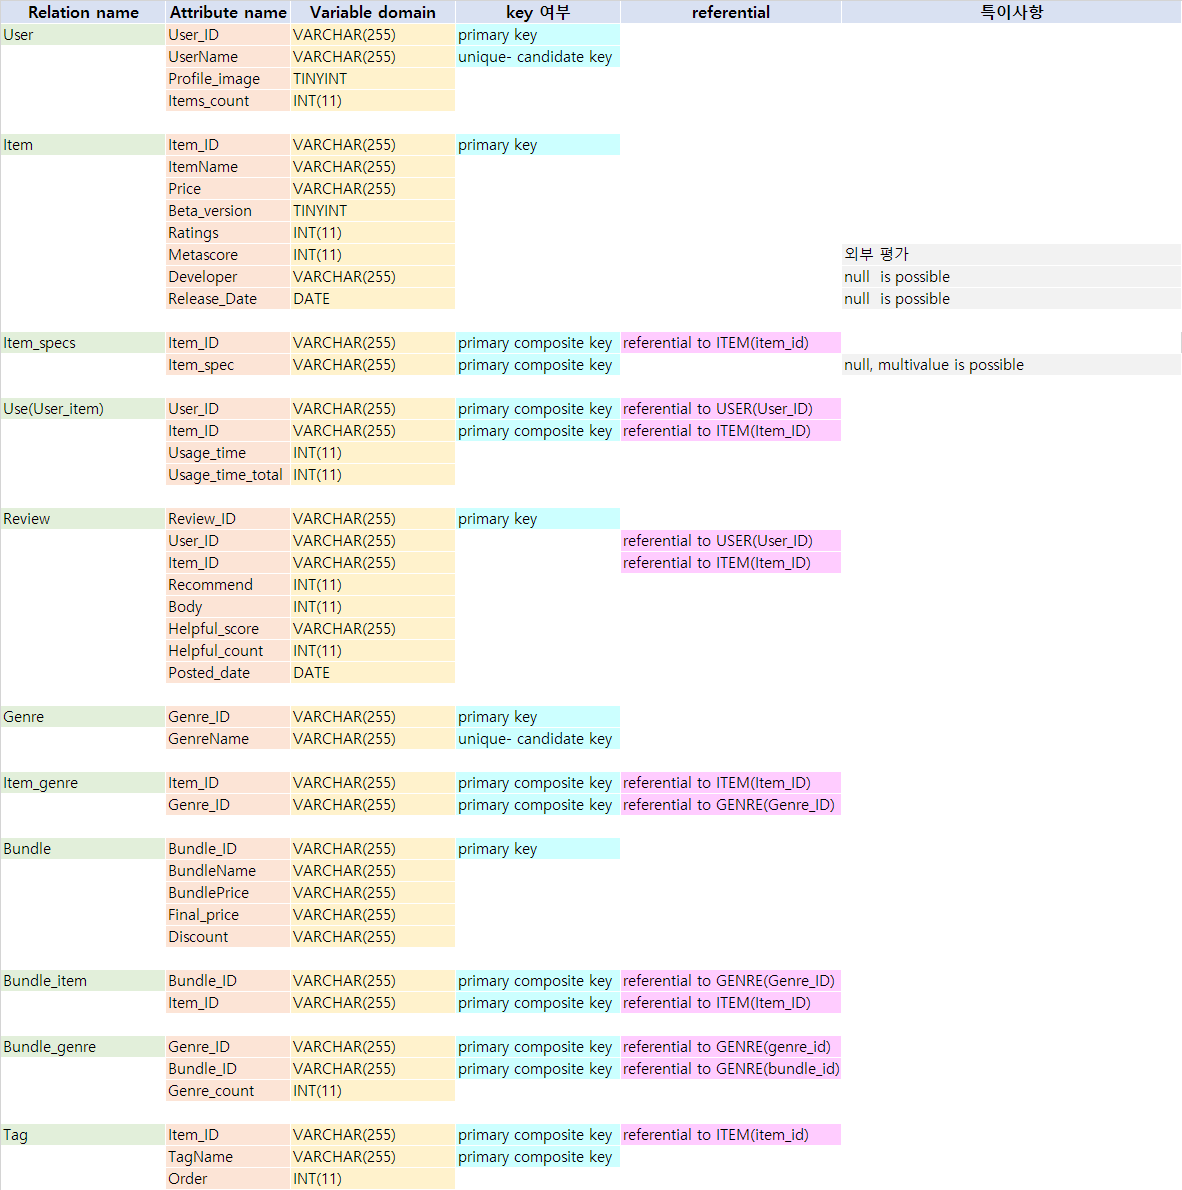 Relation name Attribute name Variable domain key 여부 referential 특이사항
User User_ID VARCHAR(255) primary key
UserName VARCHAR(255) unique- candidate key
Profile_image TINYINT
Items_count INT(11)
Item Item_ID VARCHAR(255) primary key
ItemName VARCHAR(255)
Price VARCHAR(255)
Beta_version TINYINT
Ratings INT(11)
Metascore INT(11) 외부 평가
Developer VARCHAR(255) null is possible
Release_Date DATE null is possible
Item_specs Item_ID VARCHAR(255) primary composite key referential to ITEM(item_id)
Item_spec VARCHAR(255) primary composite key null, multivalue is possible
Use(User_item) User_ID VARCHAR(255) primary composite key referential to USER(User_ID)
Item_ID VARCHAR(255) primary composite key referential to ITEM(Item_ID)
Usage_time INT(11)
Usage_time_total INT(11)
Review Review_ID VARCHAR(255) primary key
User_ID VARCHAR(255) referential to USER(User_ID)
Item_ID VARCHAR(255) referential to ITEM(Item_ID)
Recommend INT(11)
Body INT(11)
Helpful_score VARCHAR(255)
Helpful_count INT(11)
Posted_date DATE
Genre Genre_ID VARCHAR(255) primary key
GenreName VARCHAR(255) unique- candidate key
Item_genre Item_ID VARCHAR(255) primary composite key referential to ITEM(Item_ID)
Genre_ID VARCHAR(255) primary composite key referential to GENRE(Genre_ID)
Bundle Bundle_ID VARCHAR(255) primary key
BundleName VARCHAR(255)
BundlePrice VARCHAR(255)
Final_price VARCHAR(255)
Discount VARCHAR(255)
Bundle_item Bundle_ID VARCHAR(255) primary composite key referential to GENRE(Genre_ID)
Item_ID VARCHAR(255) primary composite key referential to ITEM(Item_ID)
Bundle_genre Genre_ID VARCHAR(255) primary composite key referential to GENRE(genre_id)
Bundle_ID VARCHAR(255) primary composite key referential to GENRE(bundle_id)
Genre_count INT(11)
Tag Item_ID VARCHAR(255) primary composite key referential to ITEM(item_id)
TagName VARCHAR(255) primary composite key
Order INT(11)